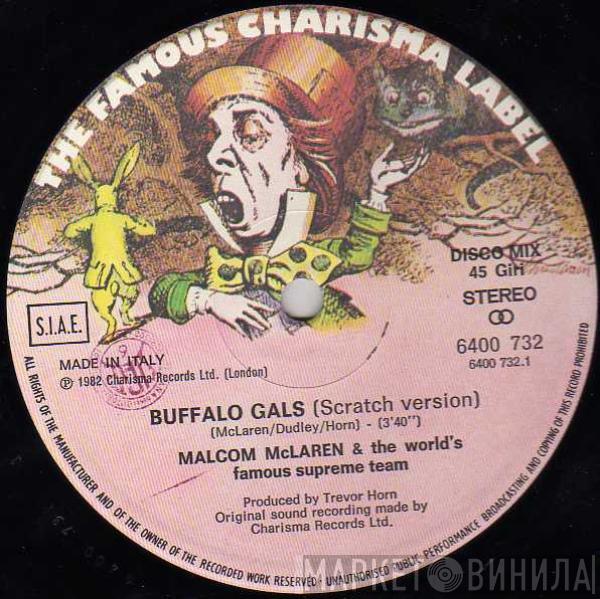 THE FAMOUS CHARISMA LABEL
DISCO MIX
45 Giri
STEREO
S.I.A.E.
6400 732
6400 732.1
MADE IN ITALY
℗ 1982 Charisma Records Ltd. (London)
BUFFALO GALS (Scratch version)
(McLaren/Dudley/Horn) - (3'40")
MALCOM McLAREN & the world's
famous supreme team
Produced by Trevor Horn
Original sound recording made by
Charisma Records Ltd.
ALL RIGHTS OF THE MANUFACTURER AND OF THE OWNER OF THE RECORDED WORK RESERVED · UNAUTHORISED PUBLIC PERFORMANCE BROADCASTING AND COPYING OF THIS RECORD PROHIBITED
МАРКЕТ ВИНИЛА